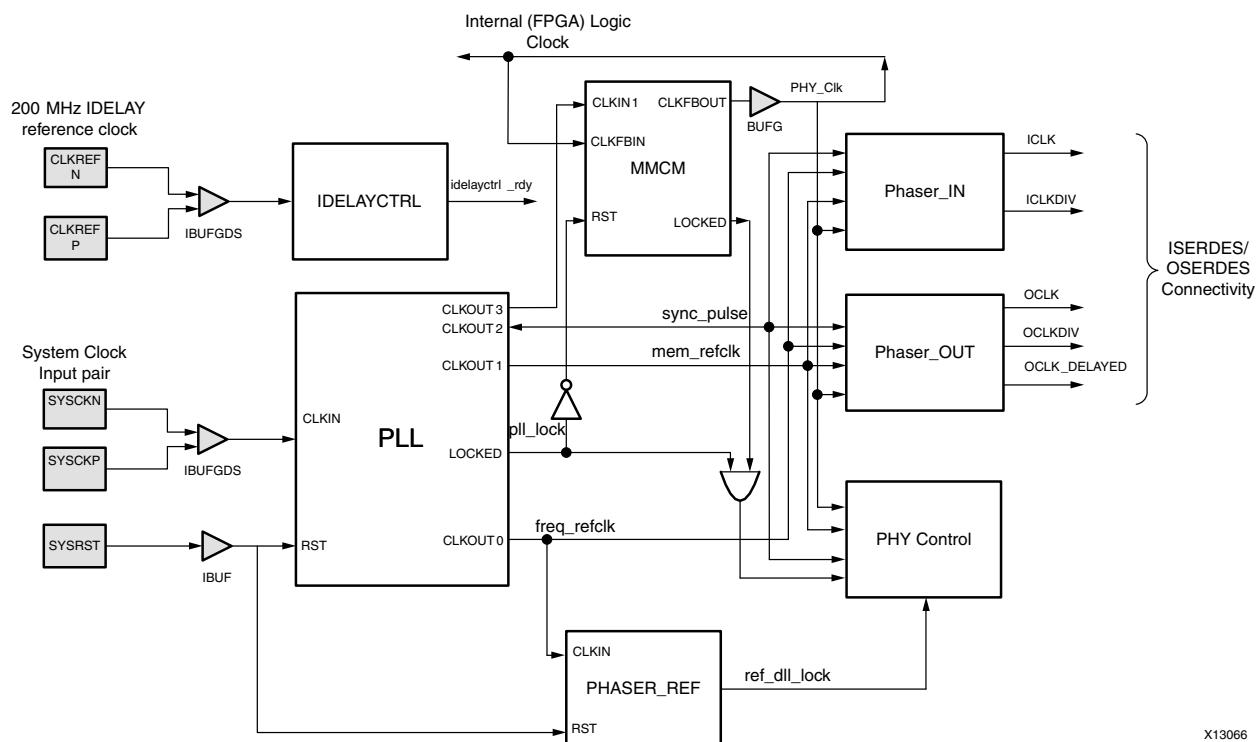 Internal (FPGA) Logic
Clock
200 MHz IDELAY
reference clock
CLKREF
N
CLKREF
P
IBUFGDS
IDELAYCTRL
idelayctrl _rdy
CLKIN1
CLKFBIN
RST
CLKFBOUT
MMCM
LOCKED
BUFG
PHY_Clk
Phaser_IN
ICLK
ICLKDIV
ISERDES/
OSERDES
Connectivity
System Clock
Input pair
SYSCKN
SYSCKP
IBUFGDS
SYSRST
IBUF
CLKIN
RST
PLL
CLKOUT 3
CLKOUT 2
CLKOUT 1
LOCKED
CLKOUT 0
sync_pulse
mem_refclk
pll_lock
freq_refclk
Phaser_OUT
OCLK
OCLKDIV
OCLK_DELAYED
PHY Control
CLKIN
PHASER_REF
RST
ref_dll_lock
X13066